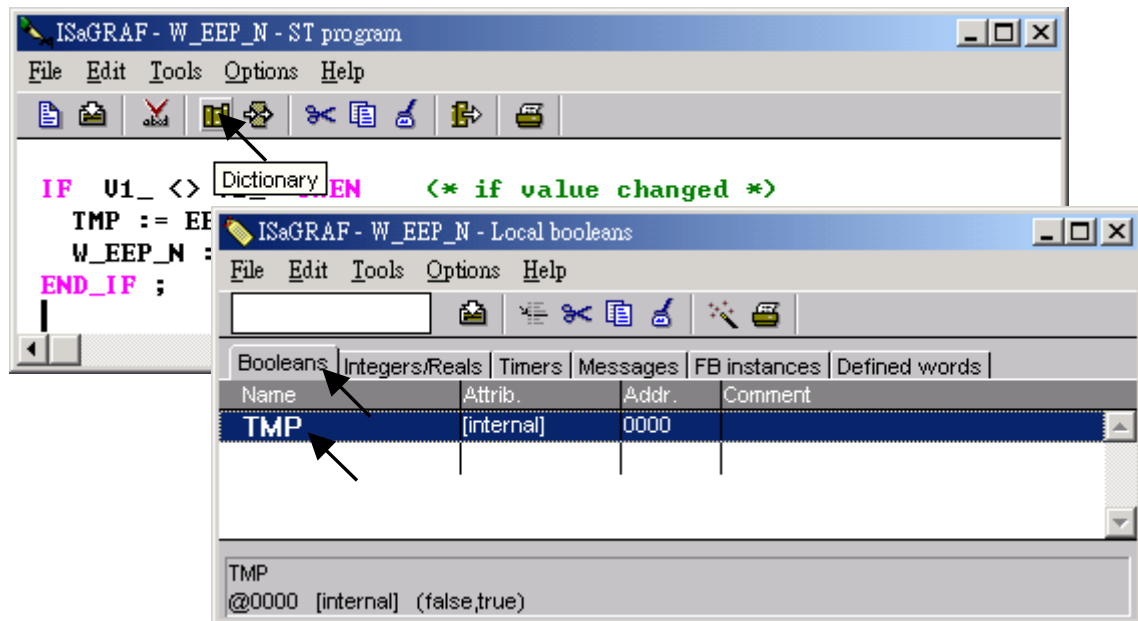 ISaGRAF - W_EEP_N - ST program
File Edit Tools Options Help
abcd
Dictionary
IF V1_ <> (* if value changed *)
TMP :=
W_EEP_N :
END_IF ;
ISaGRAF - W_EEP_N - Local booleans
File Edit Tools Options Help
Booleans Integers/Reals Timers Messages FB instances Defined words
Name Attrib. Addr. Comment
TMP [internal] 0000
TMP
@0000 [internal] (false,true)